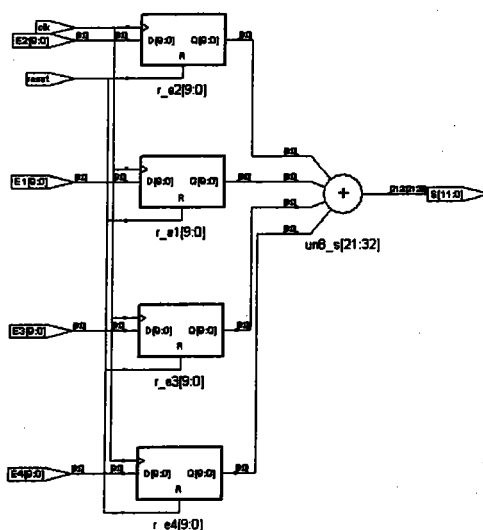 clk
E2[9:0]
[9:0]
[9:0]
D[9:0]
Q[9:0]
[9:0]
R
reset
r_e2[9:0]
[9:0]
E1[9:0]
[9:0]
[9:0]
D[9:0]
Q[9:0]
[9:0]
R
+
S[11:0]
r_e1[9:0]
[9:0]
un6_s[21:32]
[9:0]
E3[9:0]
[9:0]
[9:0]
D[9:0]
Q[9:0]
[9:0]
R
r_e3[9:0]
E4[9:0]
[9:0]
[9:0]
D[9:0]
Q[9:0]
[9:0]
R
r_e4[9:0]